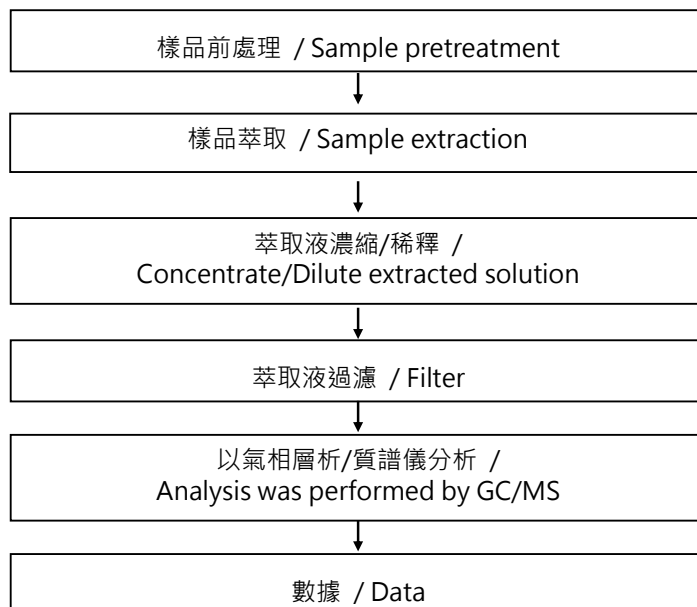 樣品前處理 / Sample pretreatment
樣品萃取 / Sample extraction
萃取液濃縮/稀釋 /
Concentrate/Dilute extracted solution
萃取液過濾 / Filter
以氣相層析/質譜儀分析 /
Analysis was performed by GC/MS
數據 / Data